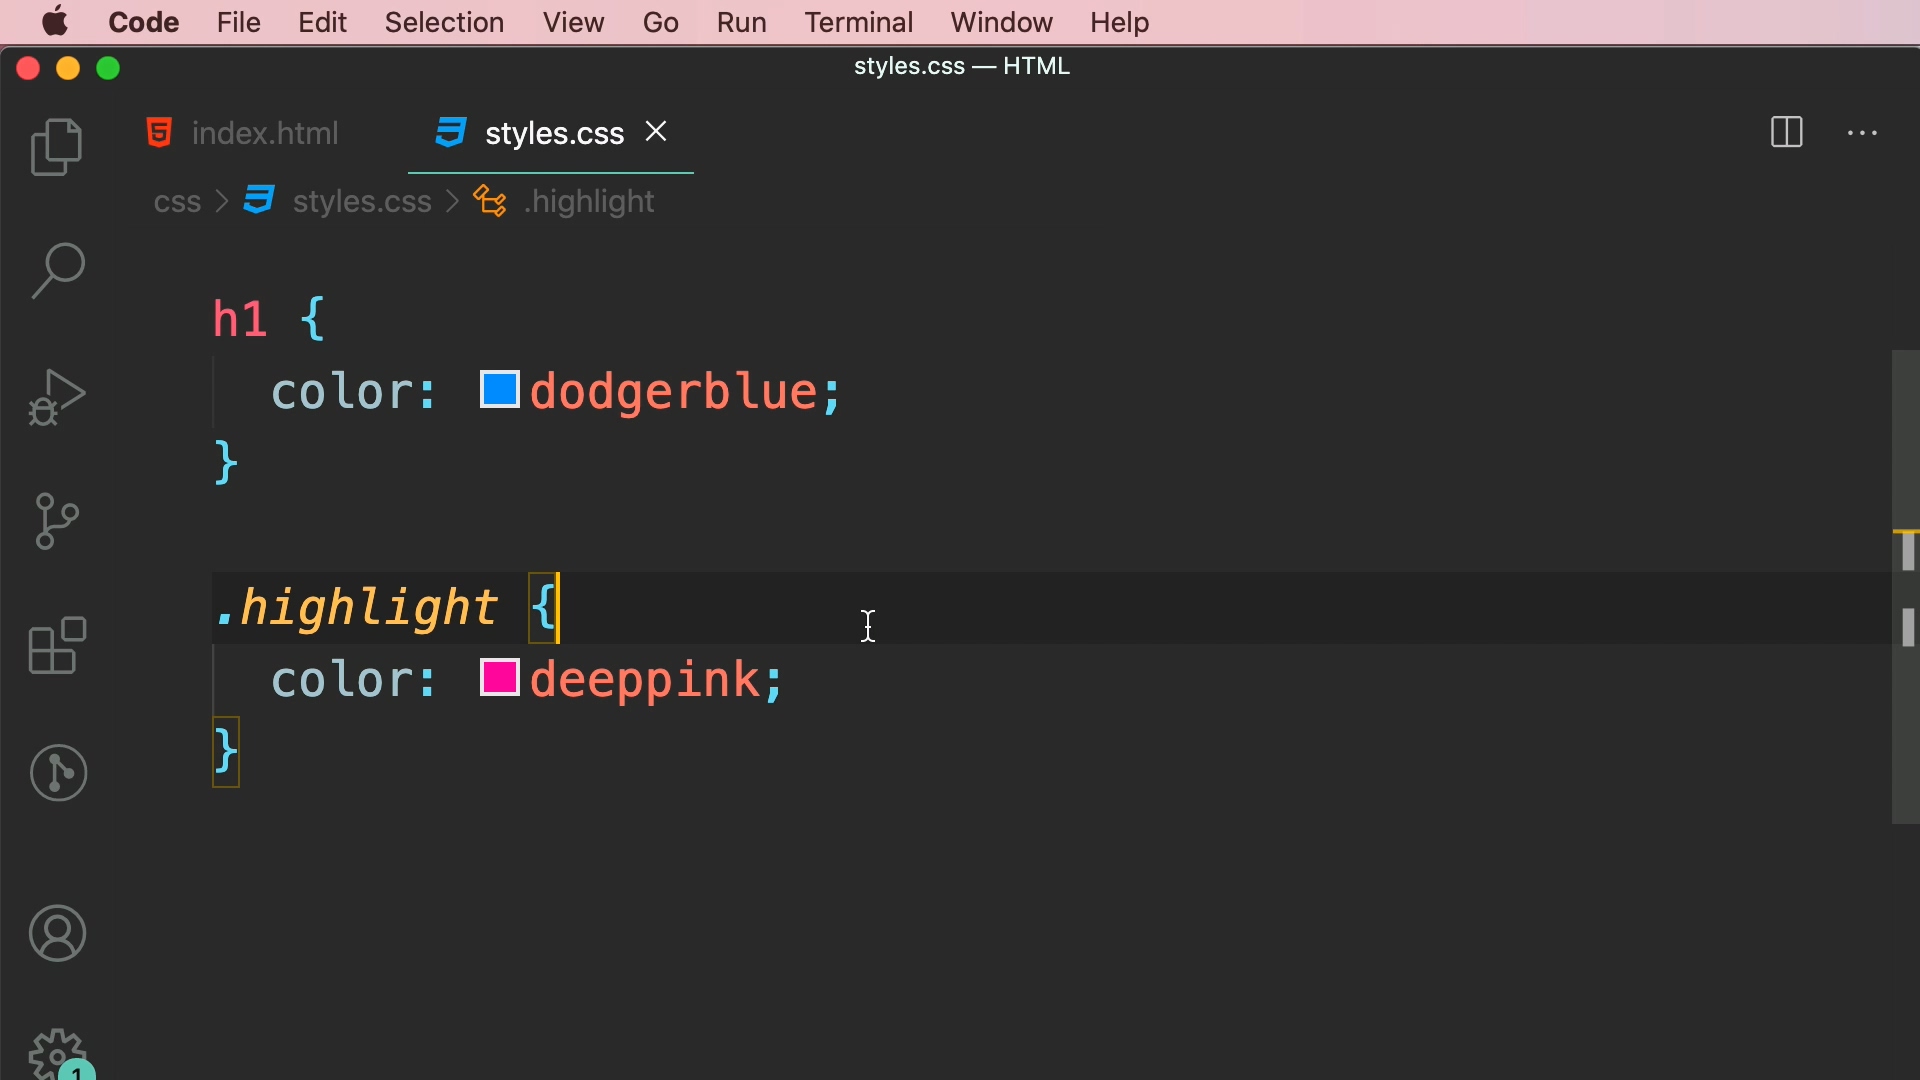 Code File Edit Selection View Go Run Terminal Window Help
styles.css — HTML
index.html styles.css
css > styles.css > .highlight
h1 {
color: dodgerblue;
}
.highlight {
color: deeppink;
}
1